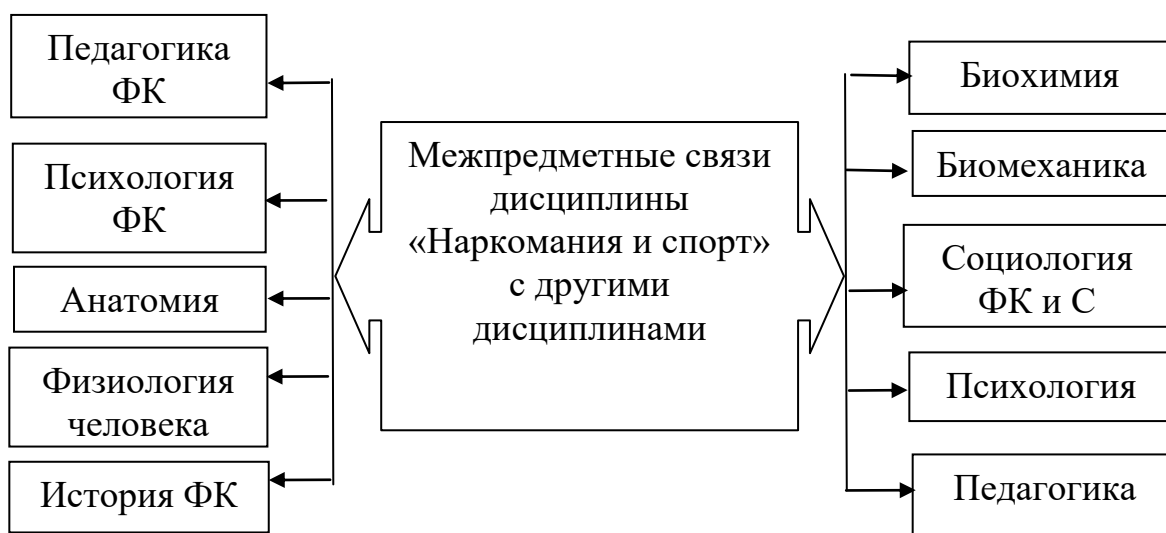 Педагогика
ФК
Психология
ФК
Анатомия
Физиология
человека
История ФК
Межпредметные связи
дисциплины
«Наркомания и спорт»
с другими
дисциплинами
Биохимия
Биомеханика
Социология
ФК и С
Психология
Педагогика